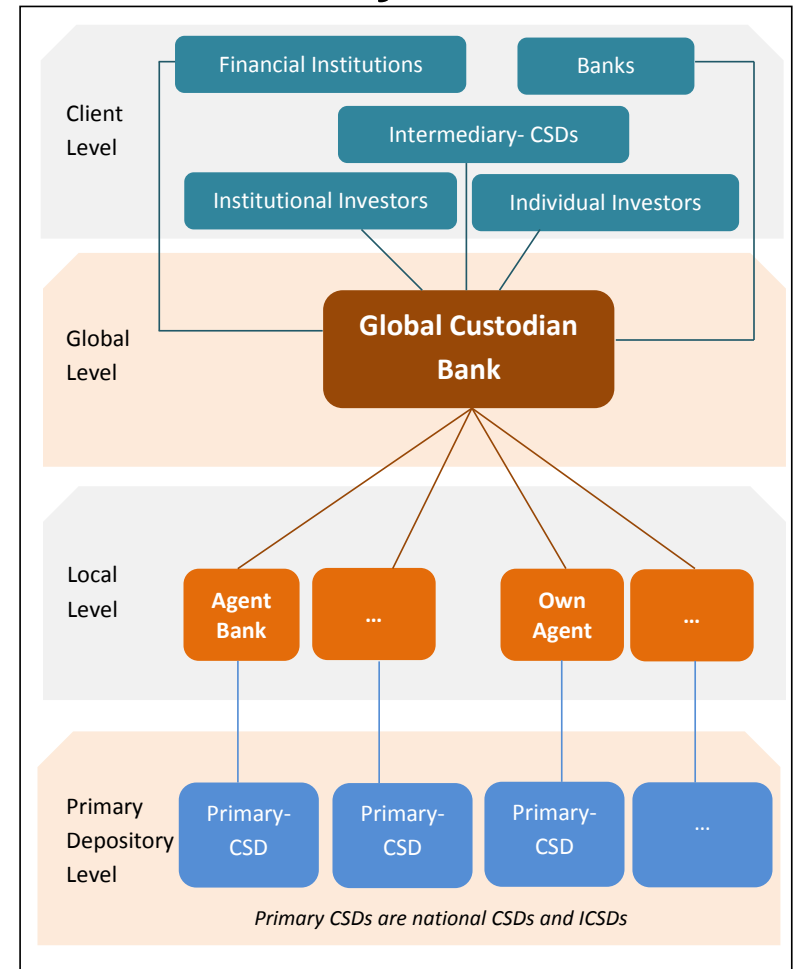 Financial Institutions
Banks
Client
Level
Intermediary- CSDs
Institutional Investors
Individual Investors
Global
Level
Global Custodian
Bank
Local
Level
Agent
Bank
...
Own
Agent
...
Primary
Depository
Level
Primary-
CSD
Primary-
CSD
Primary-
CSD
...
Primary CSDs are national CSDs and ICSDs